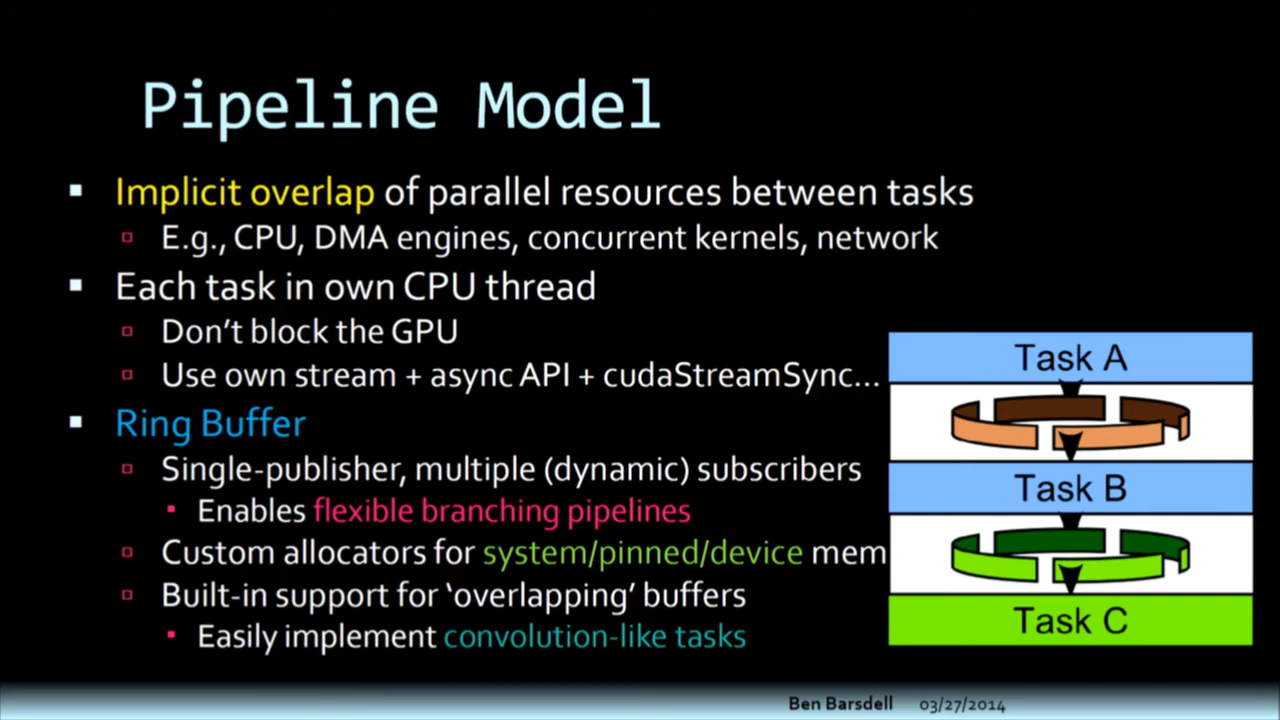 Pipeline Model
Implicit overlap of parallel resources between tasks
E.g., CPU, DMA engines, concurrent kernels, network
Each task in own CPU thread
Don't block the GPU
Use own stream + async API + cudaStreamSync...
Ring Buffer
Single-publisher, multiple (dynamic) subscribers
Enables flexible branching pipelines
Custom allocators for system/pinned/device mem
Built-in support for ‘overlapping’ buffers
Easily implement convolution-like tasks
Task A
Task B
Task C
Ben Barsdell 03/27/2014